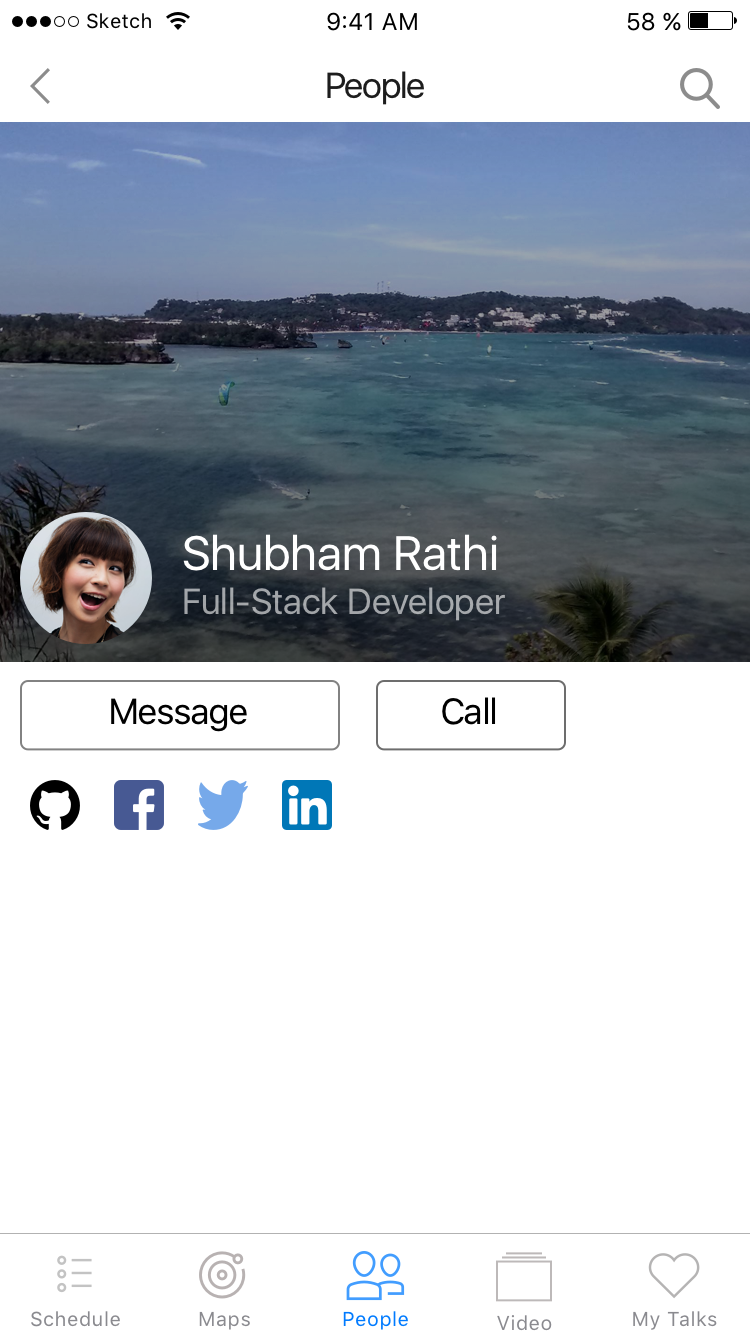 Sketch 9:41 AM 58 %
People
Shubham Rathi
Full-Stack Developer
Message Call
in
Schedule Maps People Video My Talks